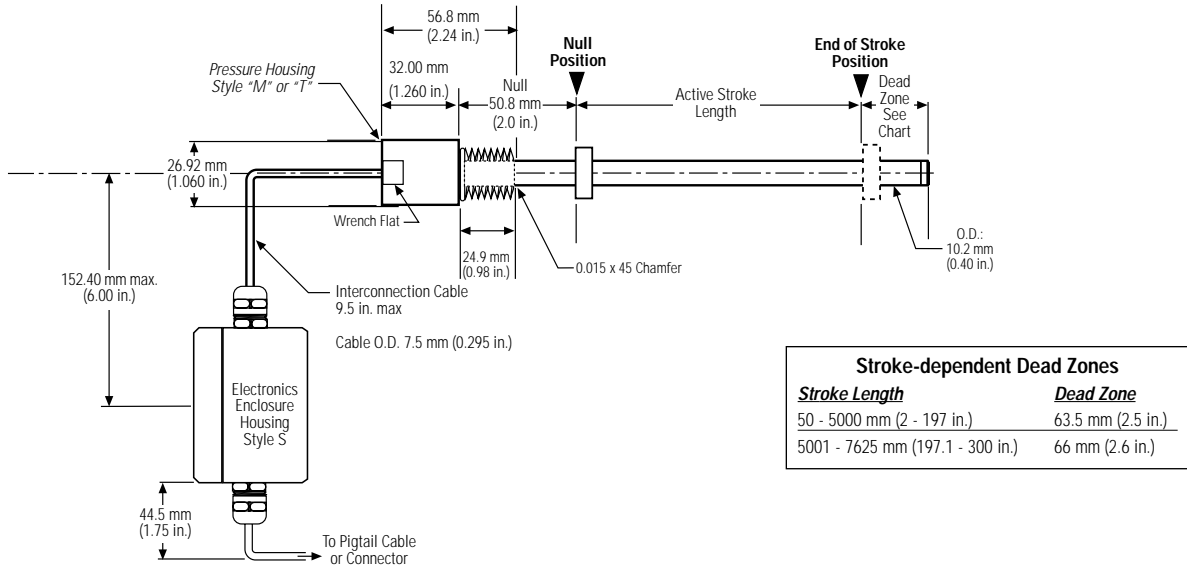 56.8 mm
(2.24 in.)
Null
Position
End of Stroke
Position
Pressure Housing
Style "M" or "T"
32.00 mm
(1.260 in.)
Null
50.8 mm
(2.0 in.)
Active Stroke
Length
Dead
Zone
See
Chart
26.92 mm
(1.060 in.)
Wrench Flat
24.9 mm
(0.98 in.)
0.015 x 45 Chamfer
O.D.:
10.2 mm
(0.40 in.)
152.40 mm max.
(6.00 in.)
Interconnection Cable
9.5 in. max
Cable O.D. 7.5 mm (0.295 in.)
Electronics
Enclosure
Housing
Style S
44.5 mm
(1.75 in.)
To Pigtail Cable
or Connector
Stroke-dependent Dead Zones
Stroke Length Dead Zone
50 - 5000 mm (2 - 197 in.) 63.5 mm (2.5 in.)
5001 - 7625 mm (197.1 - 300 in.) 66 mm (2.6 in.)